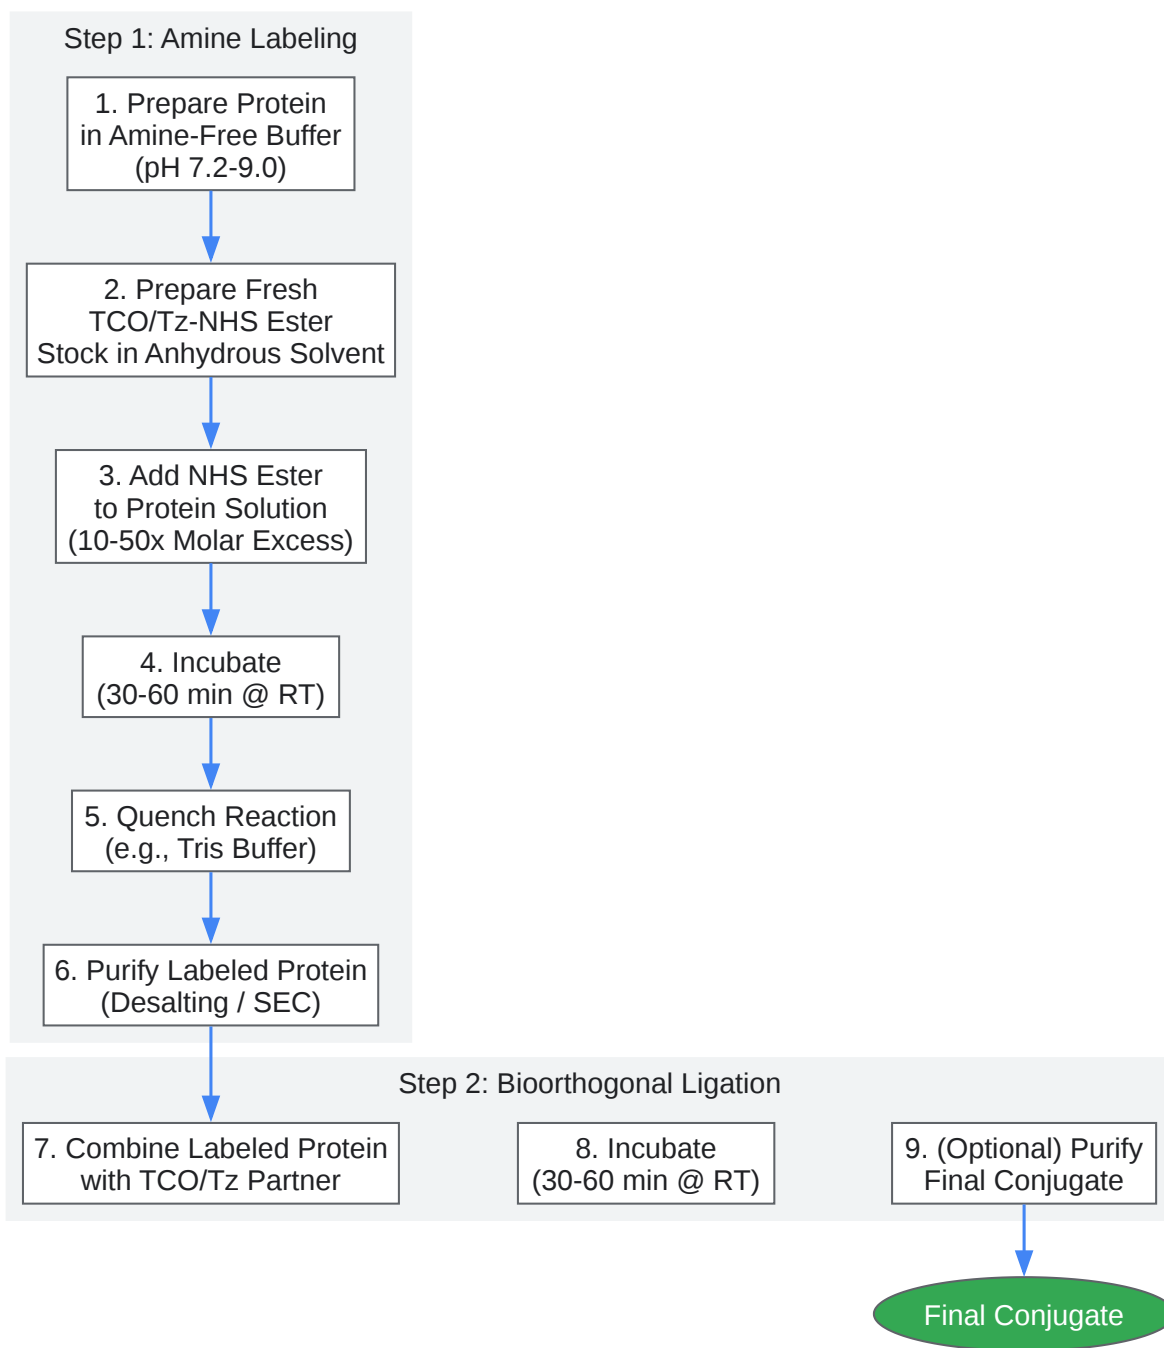 Step 1: Amine Labeling
1. Prepare Protein
in Amine-Free Buffer
(pH 7.2-9.0)
2. Prepare Fresh
TCO/Tz-NHS Ester
Stock in Anhydrous Solvent
3. Add NHS Ester
to Protein Solution
(10-50x Molar Excess)
4. Incubate
(30-60 min @ RT)
5. Quench Reaction
(e.g., Tris Buffer)
6. Purify Labeled Protein
(Desalting / SEC)
Step 2: Bioorthogonal Ligation
7. Combine Labeled Protein
with TCO/Tz Partner
8. Incubate
(30-60 min @ RT)
9. (Optional) Purify
Final Conjugate
Final Conjugate